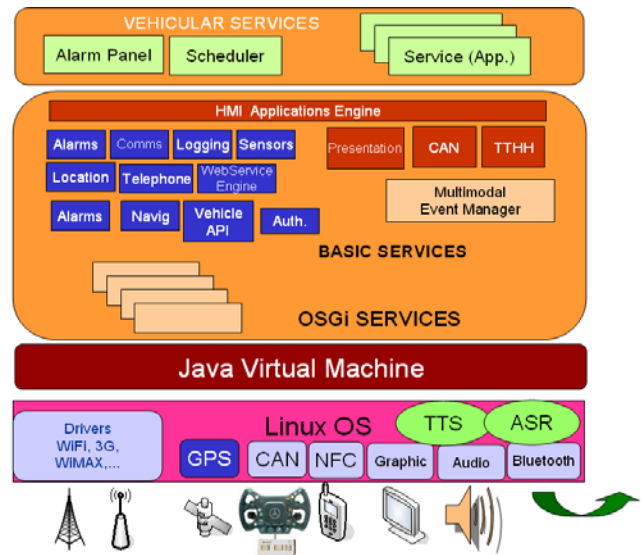 VEHICULAR SERVICES
Alarm Panel
Scheduler
Service (App.)
HMI Applications Engine
Alarms
Comms
Logging
Sensors
Presentation
CAN
TTHH
Location
Telephone
WebService
Engine
Multimodal
Event Manager
Alarms
Navig
Vehicle
API
Auth.
BASIC SERVICES
OSGi SERVICES
Java Virtual Machine
Drivers
WiFi, 3G,
WiMAX,...
Linux OS
TTS
ASR
GPS
CAN
NFC
Graphic
Audio
Bluetooth